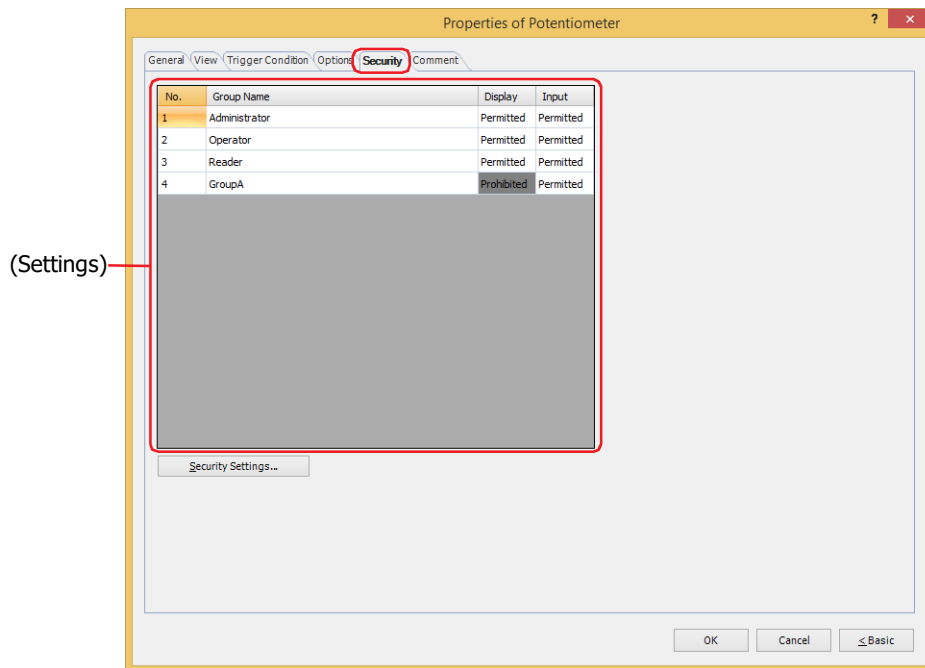 Properties of Potentiometer ? ×
General View Trigger Condition Options Security Comment
No. Group Name Display Input
1 Administrator Permitted Permitted
2 Operator Permitted Permitted
3 Reader Permitted Permitted
4 GroupA Prohibited Permitted
(Settings)
Security Settings...
OK Cancel < Basic